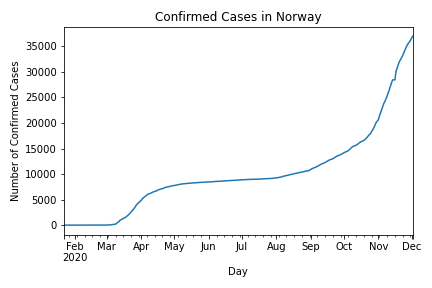 Confirmed Cases in Norway
Number of Confirmed Cases
35000
30000
25000
20000
15000
10000
5000
0
Feb Mar Apr May Jun Jul Aug Sep Oct Nov Dec
2020
Day